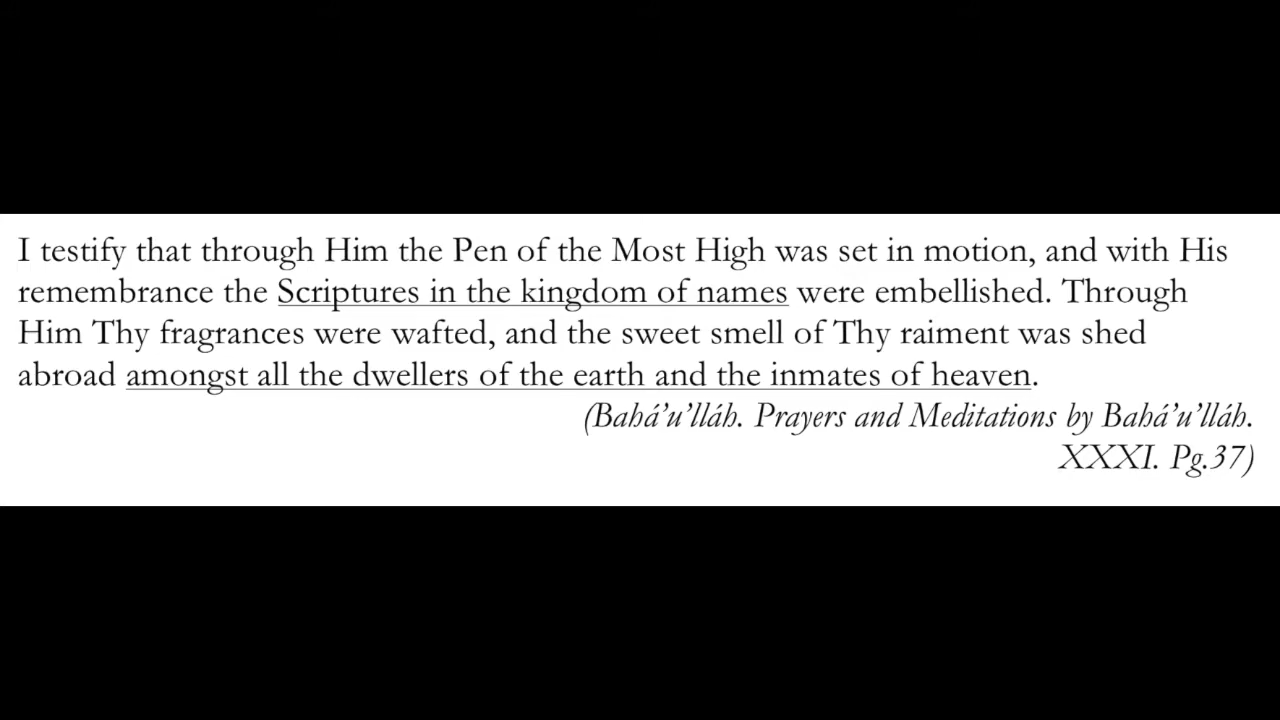 I testify that through Him the Pen of the Most High was set in motion, and with His
remembrance the Scriptures in the kingdom of names were embellished. Through
Him Thy fragrances were wafted, and the sweet smell of Thy raiment was shed
abroad amongst all the dwellers of the earth and the inmates of heaven.
(Bahá’u’lláh. Prayers and Meditations by Bahá’u’lláh.
XXXI. Pg.37)